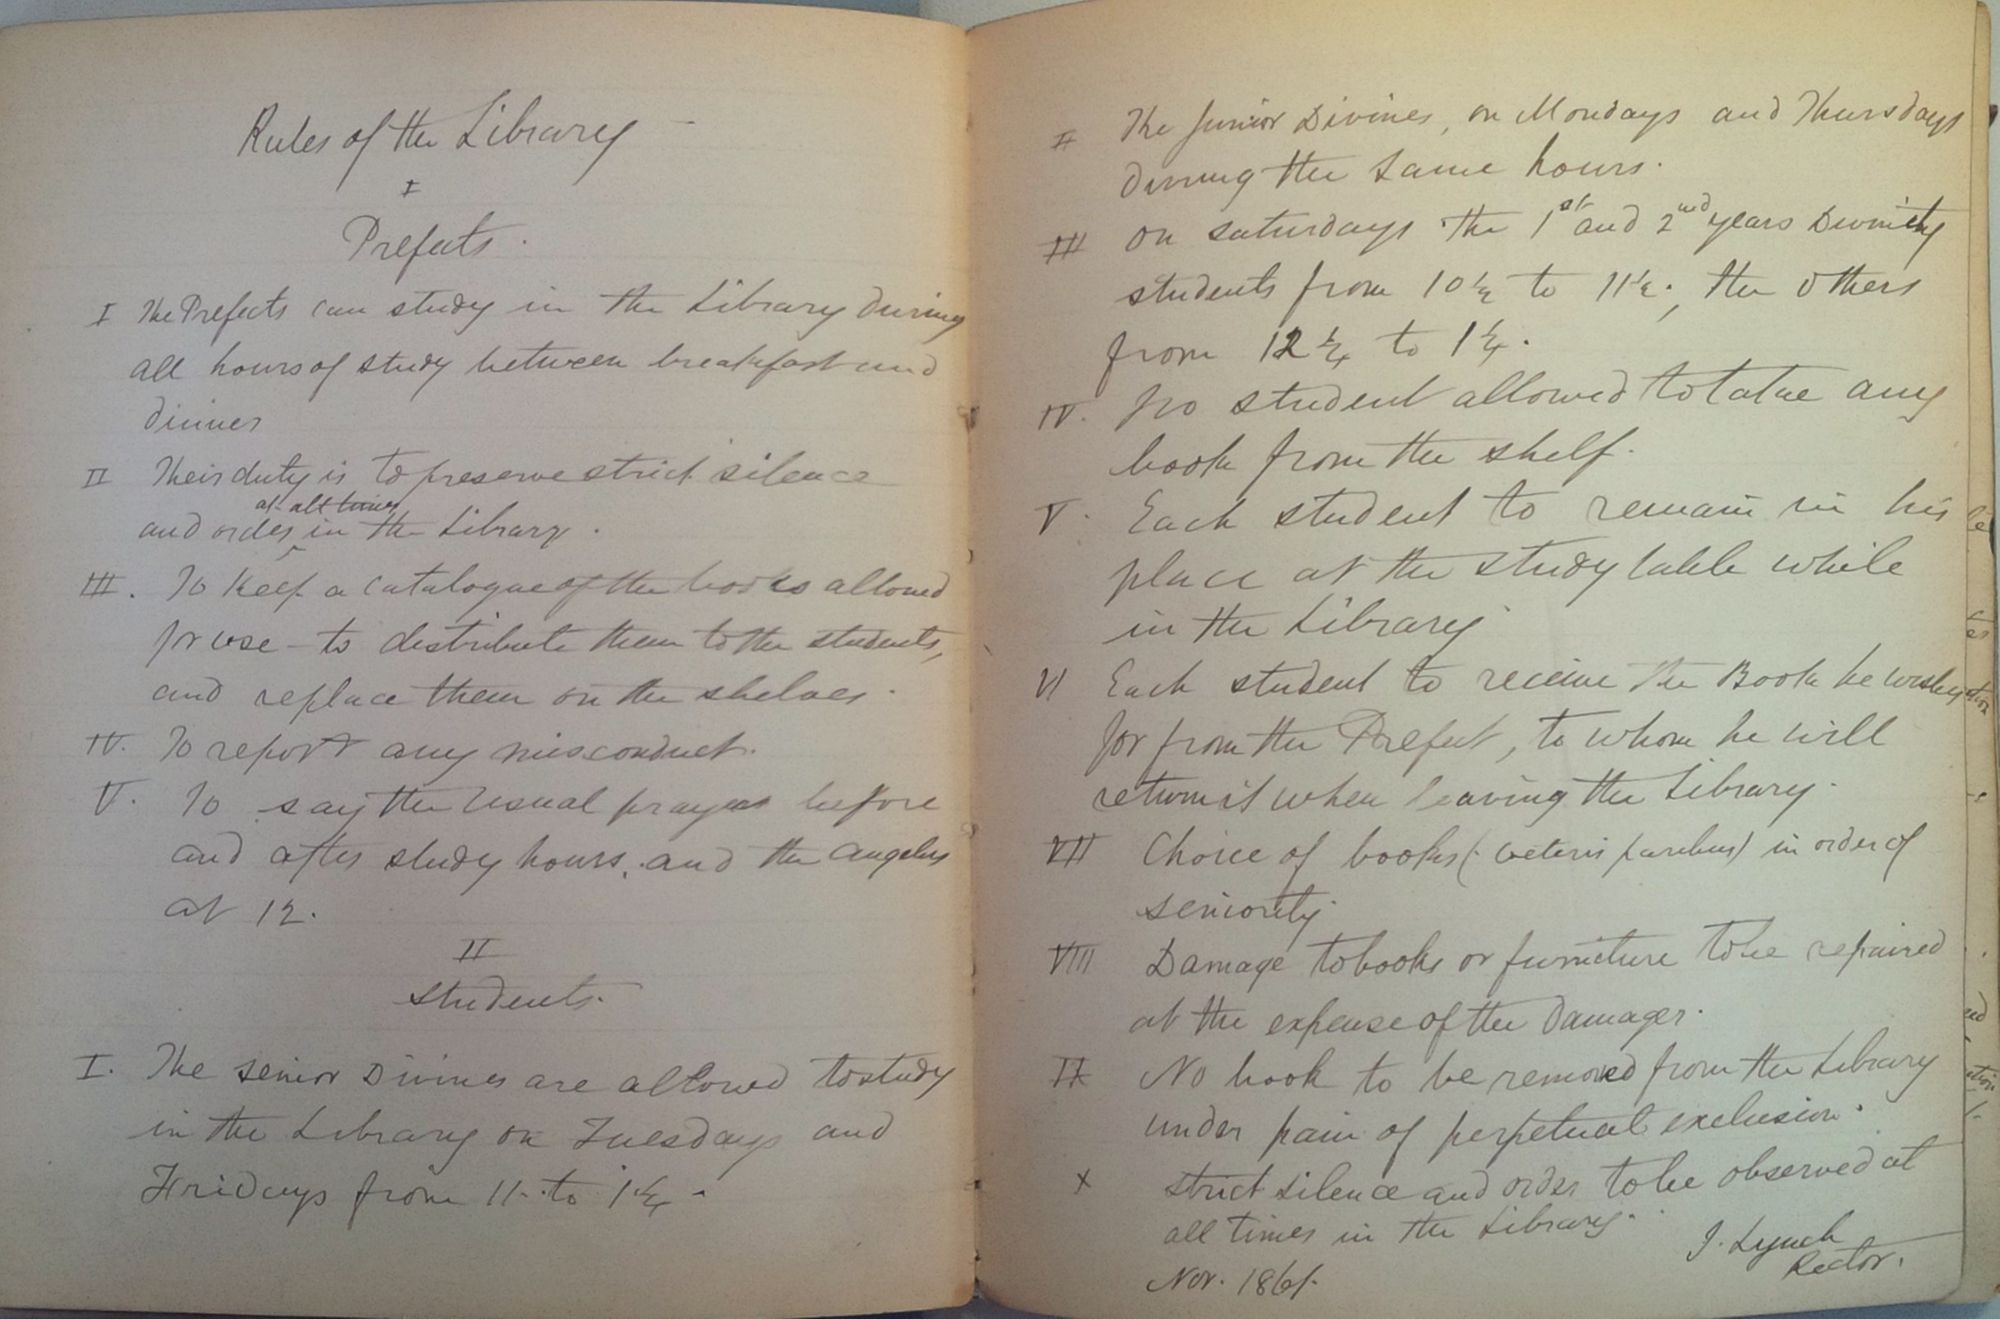 Rules of the Library
I
Prefects.
I The Prefects can study in the Library during
all hours of study between breakfast and
dinner
II Their duty is to preserve strict silence
at all times
and order in the Library.
III. To keep a catalogue of the books allowed
for use - to distribute them to the students,
and replace them on the shelves.
IV. To report any misconduct.
V. To say the usual prayers before
and after study hours, and the angelus
at 12.
II
Students.
I. The Senior Divines are allowed to study
in the Library on Tuesdays and
Fridays from 11 to 1 1/4.
II The Junior Divines, on Mondays and Thursdays
during the same hours.
III On Saturdays the 1st and 2nd years Divinity
students from 10 1/2 to 11 1/2; the others
from 12 1/4 to 1 1/4.
IV. No student allowed to take any
book from the shelf.
V. Each student to remain in his
place at the study table while
in the Library
VI Each student to receive the Book he wishes
for from the Prefect, to whom he will
return it when leaving the Library.
VII Choice of books (coeteris paribus) in order of
seniority.
VIII Damage to books or furniture to be repaired
at the expense of the damager.
IX No book to be removed from the Library
under pain of perpetual exclusion.
X Strict silence and order to be observed at
all times in the Library.
J. Lynch
Rector.
Nov. 1861.